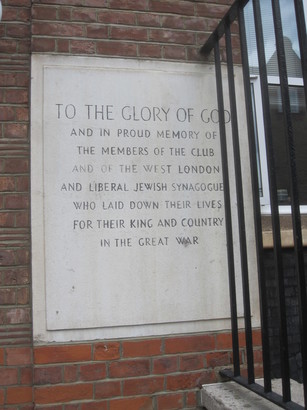 TO THE GLORY OF GOD
AND IN PROUD MEMORY OF
THE MEMBERS OF THE CLUB
AND OF THE WEST LONDON
AND LIBERAL JEWISH SYNAGOGUE
WHO LAID DOWN THEIR LIVES
FOR THEIR KING AND COUNTRY
IN THE GREAT WAR